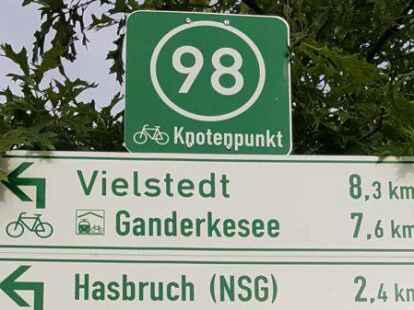 98
Knotenpunkt
Vielstedt 8,3 km
Ganderkesee 7,6 km
Hasbruch (NSG) 2,4 km